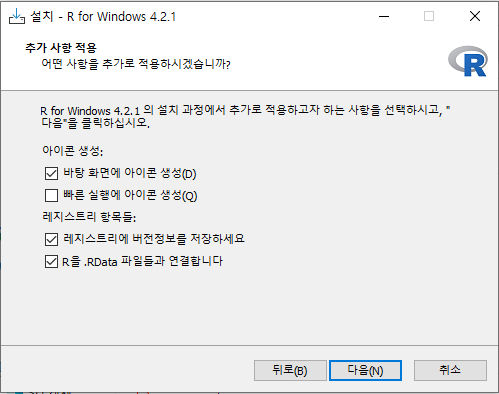 설치 - R for Windows 4.2.1
추가 사항 적용
어떤 사항을 추가로 적용하시겠습니까?
R
R for Windows 4.2.1 의 설치 과정에서 추가로 적용하고자 하는 사항을 선택하시고, "
다음"을 클릭하십시오.
아이콘 생성:
바탕 화면에 아이콘 생성(D)
빠른 실행에 아이콘 생성(Q)
레지스트리 항목들:
레지스트리에 버전정보를 저장하세요
R을 .RData 파일들과 연결합니다
뒤로(B) 다음(N) 취소